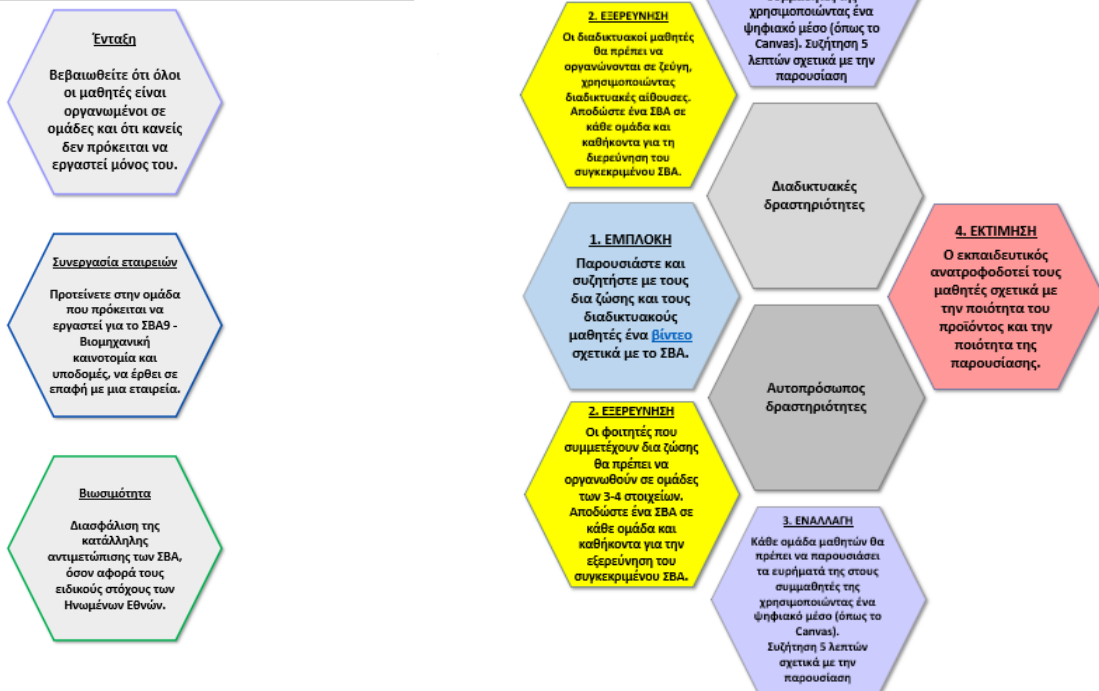 Ένταξη
Βεβαιωθείτε ότι όλοι
οι μαθητές είναι
οργανωμένοι σε
ομάδες και ότι κανείς
δεν πρόκειται να
εργαστεί μόνος του.
Συνεργασία εταιρειών
Προτείνετε στην ομάδα
που πρόκειται να
εργαστεί για το ΣΒΑ9 -
Βιομηχανική
καινοτομία και
υποδομές, να έρθει σε
επαφή με μια εταιρεία.
Βιωσιμότητα
Διασφάλιση της
κατάλληλης
αντιμετώπισης των ΣΒΑ,
όσον αφορά τους
ειδικούς στόχους των
Ηνωμένων Εθνών.
χρησιμοποιώντας ένα
ψηφιακό μέσο (όπως το
Canvas). Συζήτηση 5
λεπτών σχετικά με την
παρουσίαση
2. ΕΞΕΡΕΥΝΗΣΗ
Οι διαδικτυακοί μαθητές
θα πρέπει να
οργανώνονται σε ζεύγη,
χρησιμοποιώντας
διαδικτυακές αίθουσες.
Αποδώστε ένα ΣΒΑ σε
κάθε ομάδα και
καθήκοντα για τη
διερεύνηση του
συγκεκριμένου ΣΒΑ.
Διαδικτυακές
δραστηριότητες
1. ΕΜΠΛΟΚΗ
Παρουσιάστε και
συζητήστε με τους
δια ζώσης και τους
διαδικτυακούς
μαθητές ένα βίντεο
σχετικά με το ΣΒΑ.
4. ΕΚΤΙΜΗΣΗ
Ο εκπαιδευτικός
ανατροφοδοτεί τους
μαθητές σχετικά με
την ποιότητα του
προϊόντος και την
ποιότητα της
παρουσίασης.
Αυτοπρόσωπος
δραστηριότητες
2. ΕΞΕΡΕΥΝΗΣΗ
Οι φοιτητές που
συμμετέχουν δια ζώσης
θα πρέπει να
οργανωθούν σε ομάδες
των 3-4 στοιχείων.
Αποδώστε ένα ΣΒΑ σε
κάθε ομάδα και
καθήκοντα για την
εξερεύνηση του
συγκεκριμένου ΣΒΑ.
3. ΕΝΑΛΛΑΓΗ
Κάθε ομάδα μαθητών θα
πρέπει να παρουσιάσει
τα ευρήματά της στους
συμμαθητές της
χρησιμοποιώντας ένα
ψηφιακό μέσο (όπως το
Canvas).
Συζήτηση 5 λεπτών
σχετικά με την
παρουσίαση